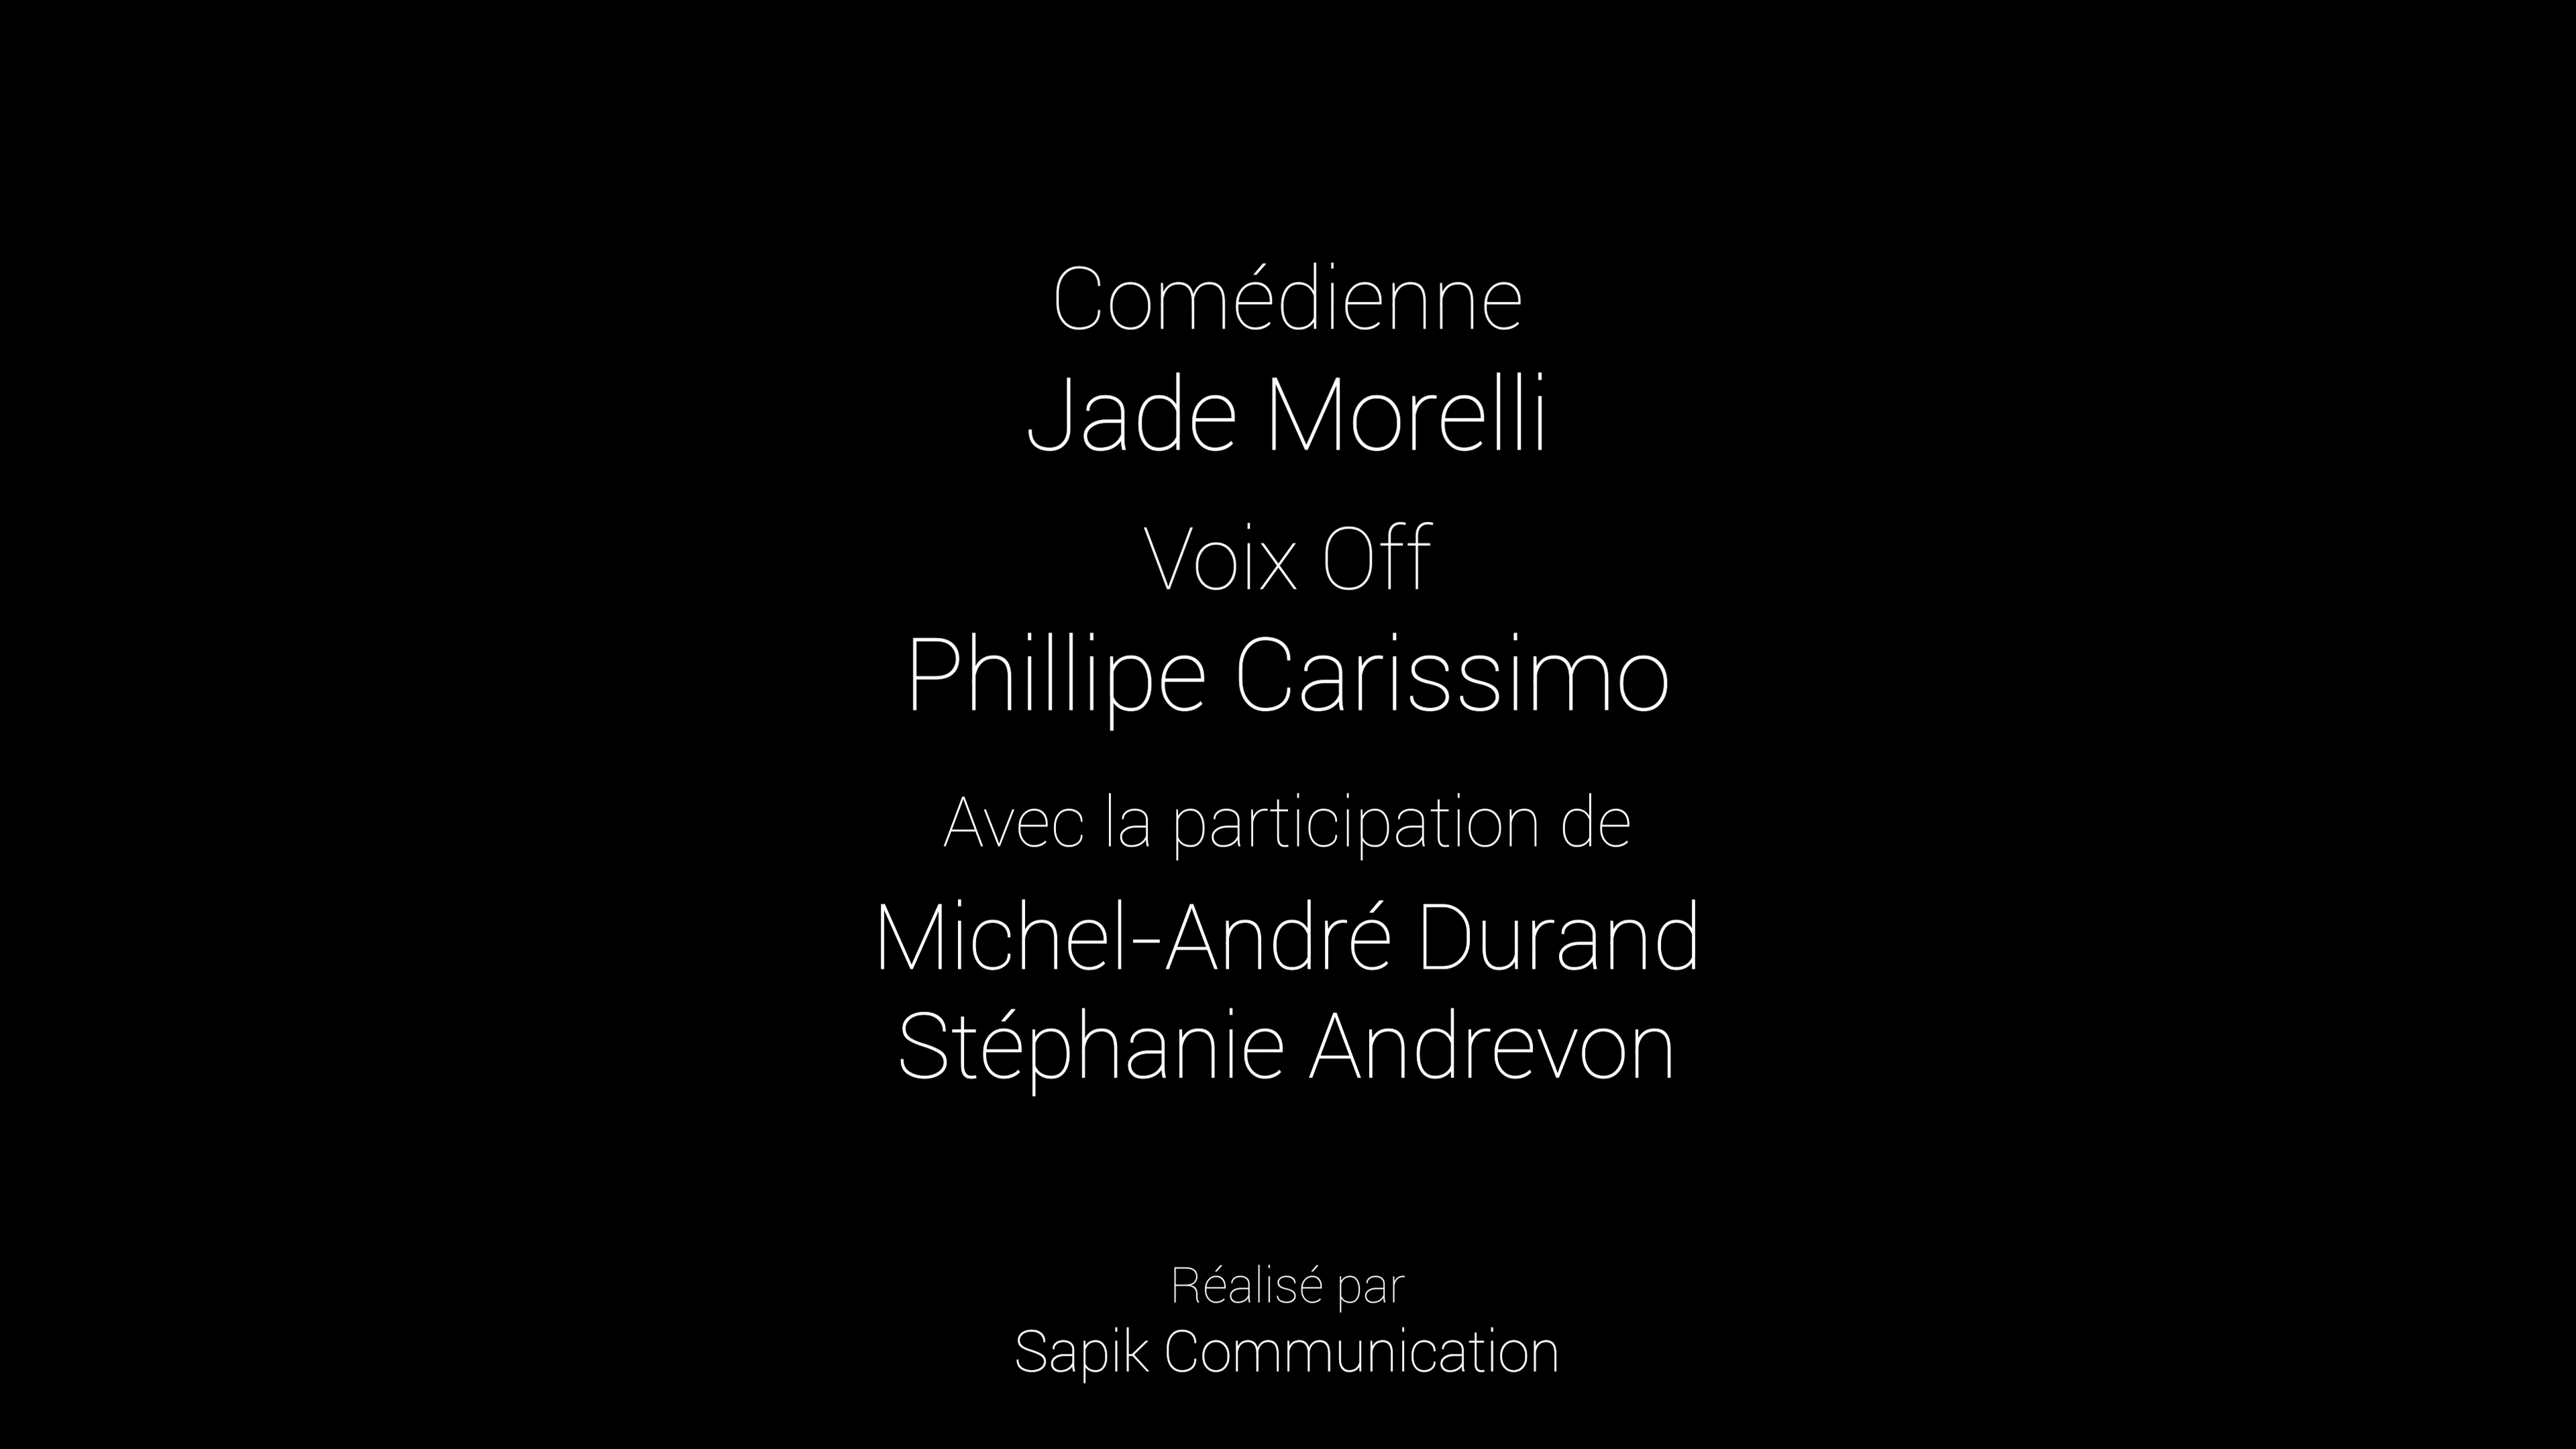 Comédienne
Jade Morelli
Voix Off
Phillipe Carissimo
Avec la participation de
Michel-André Durand
Stéphanie Andrevon
Réalisé par
Sapik Communication